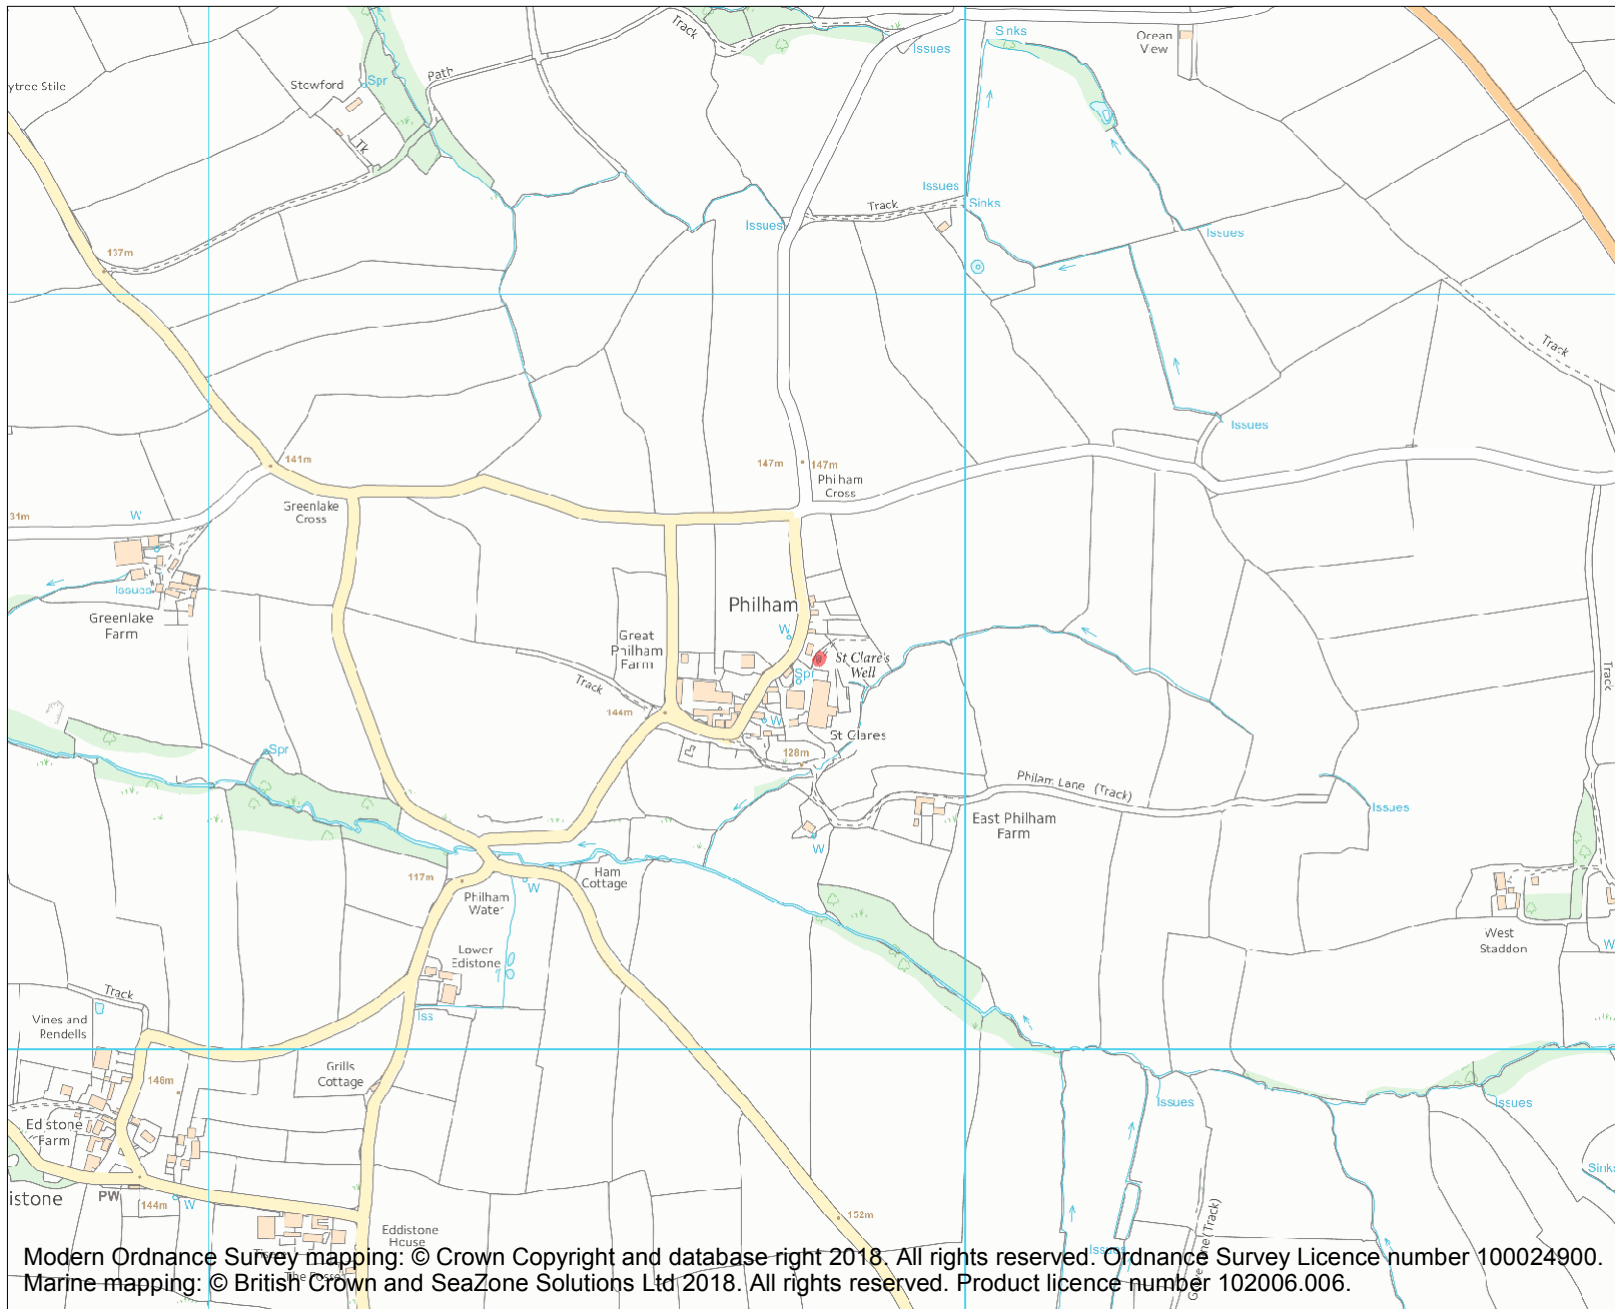 Track
Issues
Sinks
Ocean
View
Stowford
Spr
Path
ytree Stile
Tk
Issues
Sinks
Track
Issues
Issues
137m
Track
Issues
141m
Greenlake
Cross
147m
147m
Philham
Cross
31m
W
Issues
Greenlake
Farm
Philham
W
Great
Philham
Farm
St Clare's
Well
Spr
Track
144m
W
St Clares
128m
Track
Spr
Philam Lane (Track)
Issues
East Philham
Farm
W
Ham
Cottage
117m
W
Philham
Water
Lower
Edistone
West
Staddon
W
Track
Vines and
Rendells
Iss
Grills
Cottage
146m
Issues
Issues
Edistone
Farm
Sinks
istone
PW
144m
W
152m
Eddistone
House
Issues
(Track)
Modern Ordnance Survey mapping: © Crown Copyright and database right 2018. All rights reserved. Ordnance Survey Licence number 100024900.
Marine mapping: © British Crown and SeaZone Solutions Ltd 2018. All rights reserved. Product licence number 102006.006.